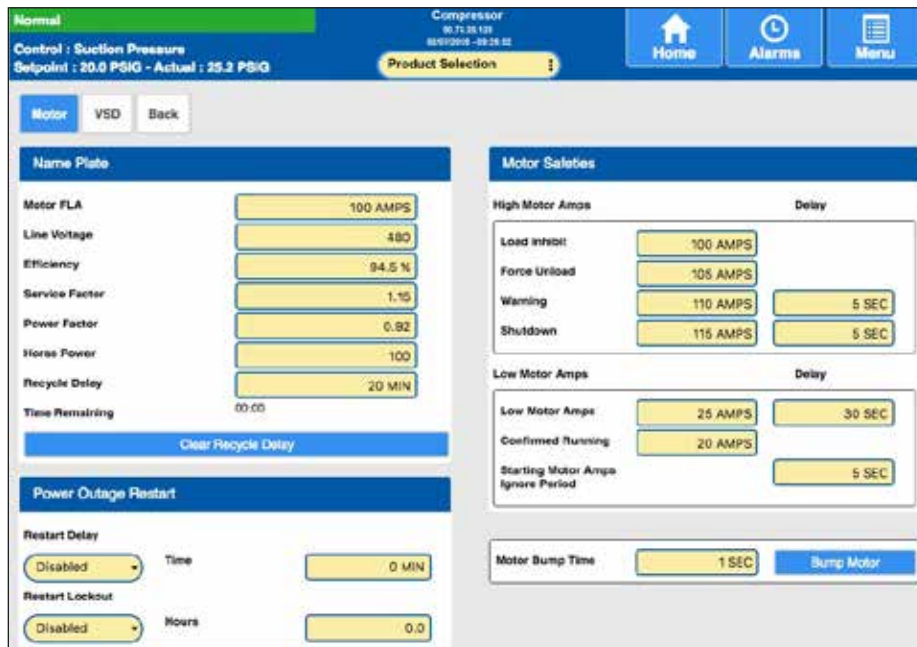 Normal
Control : Suction Pressure
Setpoint : 20.0 PSIG - Actual : 25.2 PSIG
Compressor
Product Selection
Home
Alarms
Menu
Motor
VSD
Back
Name Plate
Motor FLA 100 AMPS
Line Voltage 480
Efficiency 94.5 %
Service Factor 1.15
Power Factor 0.92
Horse Power 100
Recycle Delay 20 MIN
Time Remaining 00:00
Clear Recycle Delay
Power Outage Restart
Restart Delay
Disabled Time 0 MIN
Restart Lockout
Disabled Hours 0.0
Motor Safeties
High Motor Amps Delay
Load Inhibit 100 AMPS
Force Unload 105 AMPS
Warning 110 AMPS 5 SEC
Shutdown 115 AMPS 5 SEC
Low Motor Amps Delay
Low Motor Amps 25 AMPS 30 SEC
Confirmed Running 20 AMPS
Starting Motor Amps
Ignore Period 5 SEC
Motor Bump Time 1 SEC Bump Motor